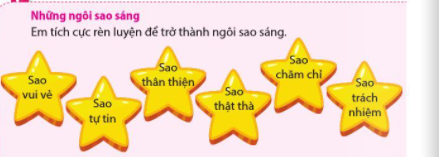 Những ngôi sao sáng
Em tích cực rèn luyện để trở thành ngôi sao sáng.
Sao
vui vẻ
Sao
tự tin
Sao
thân thiện
Sao
thật thà
Sao
chăm chỉ
Sao
trách
nhiệm